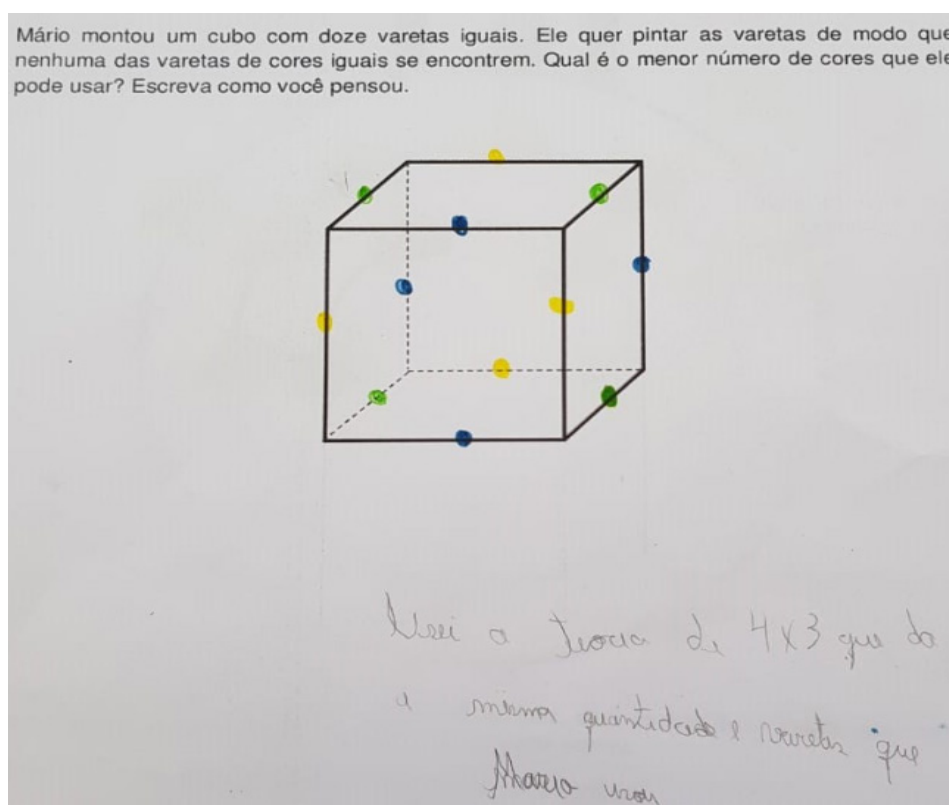 Mário montou um cubo com doze varetas iguais. Ele quer pintar as varetas de modo que
nenhuma das varetas de cores iguais se encontrem. Qual é o menor número de cores que ele
pode usar? Escreva como você pensou.
Usei a teoria de 4x3 que da
a mesma quantidade e varetas que
Mario usou